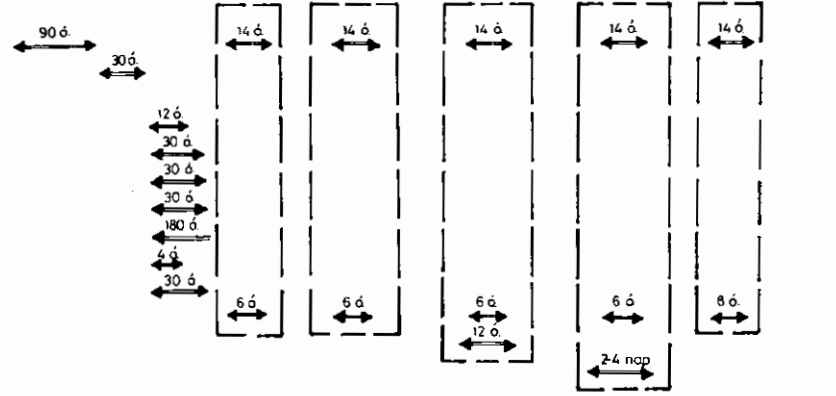 90 ó.
14 ó.
14 ó.
14 ó.
14 ó.
14 ó.
30 ó.
12 ó.
30 ó.
30 ó.
30 ó.
180 ó.
4 ó
30 ó
6 ó
6 ó
6 ó
6 ó
8 ó.
12 ó.
2-4 nap